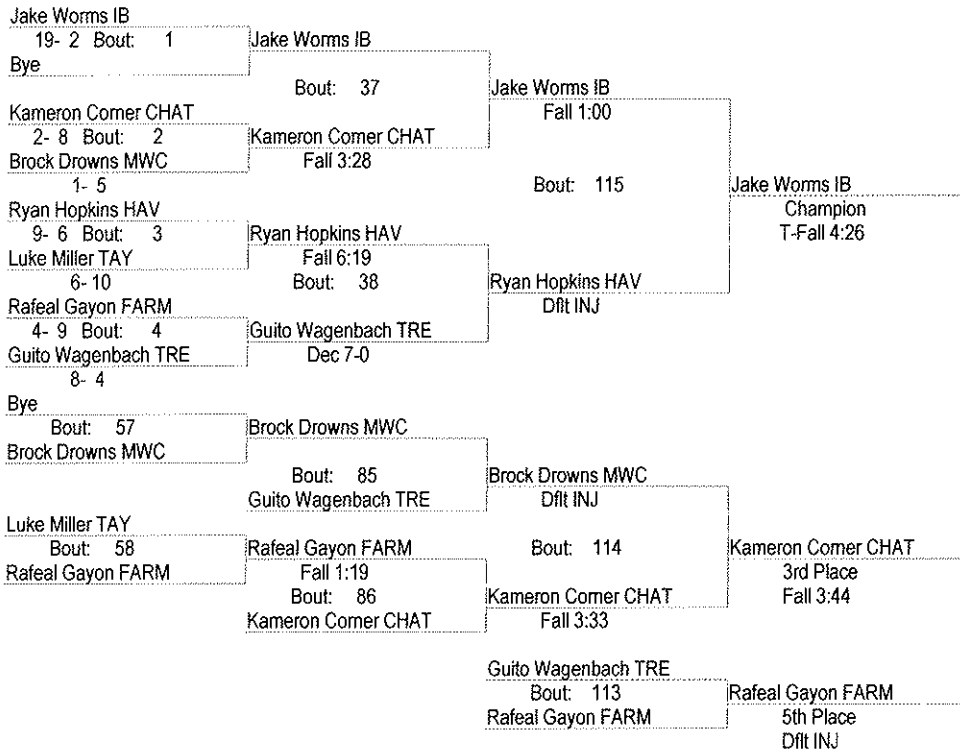 Jake Worms IB
19- 2 Bout: 1
Jake Worms IB
Bye
Bout: 37
Jake Worms IB
Fall 1:00
Kameron Corner CHAT
2- 8 Bout: 2
Kameron Corner CHAT
Brock Drowns MWC
Fall 3:28
1- 5
Bout: 115
Jake Worms IB
Champion
T-Fall 4:26
Ryan Hopkins HAV
9- 6 Bout: 3
Ryan Hopkins HAV
Luke Miller TAY
Fall 6:19
6- 10
Bout: 38
Ryan Hopkins HAV
Dflt INJ
Rafeal Gayon FARM
4- 9 Bout: 4
Guito Wagenbach TRE
Guito Wagenbach TRE
Dec 7-0
8- 4
Bye
Bout: 57
Brock Drowns MWC
Brock Drowns MWC
Bout: 85
Brock Drowns MWC
Guito Wagenbach TRE
Dflt INJ
Luke Miller TAY
Bout: 58
Rafeal Gayon FARM
Bout: 114
Kameron Corner CHAT
Rafeal Gayon FARM
Fall 1:19
3rd Place
Bout: 86
Kameron Corner CHAT
Fall 3:44
Kameron Corner CHAT
Fall 3:33
Guito Wagenbach TRE
Bout: 113
Rafeal Gayon FARM
Rafeal Gayon FARM
5th Place
Dflt INJ